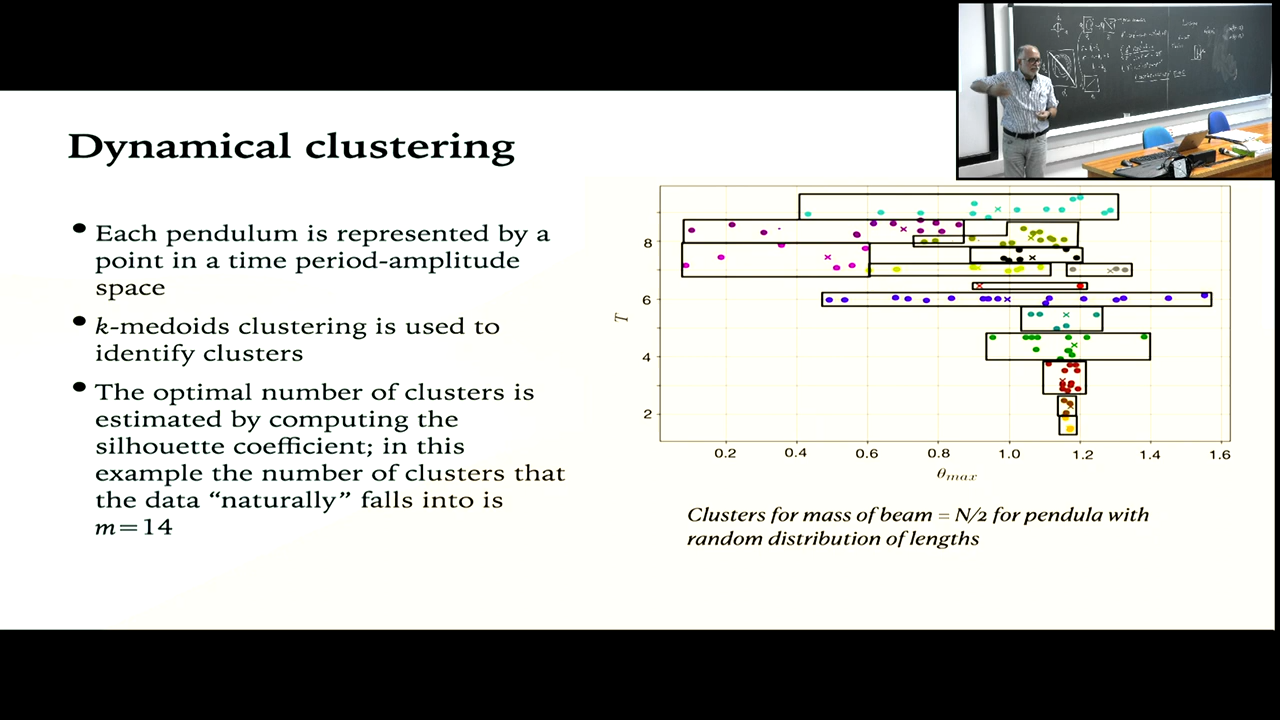 Dynamical clustering
• Each pendulum is represented by a
point in a time period-amplitude
space
• k-medoids clustering is used to
identify clusters
• The optimal number of clusters is
estimated by computing the
silhouette coefficient; in this
example the number of clusters that
the data “naturally” falls into is
m=14
T
8
6
4
2
0.2 0.4 0.6 0.8 1.0 1.2 1.4 1.6
θmax
Clusters for mass of beam = N/2 for pendula with
random distribution of lengths